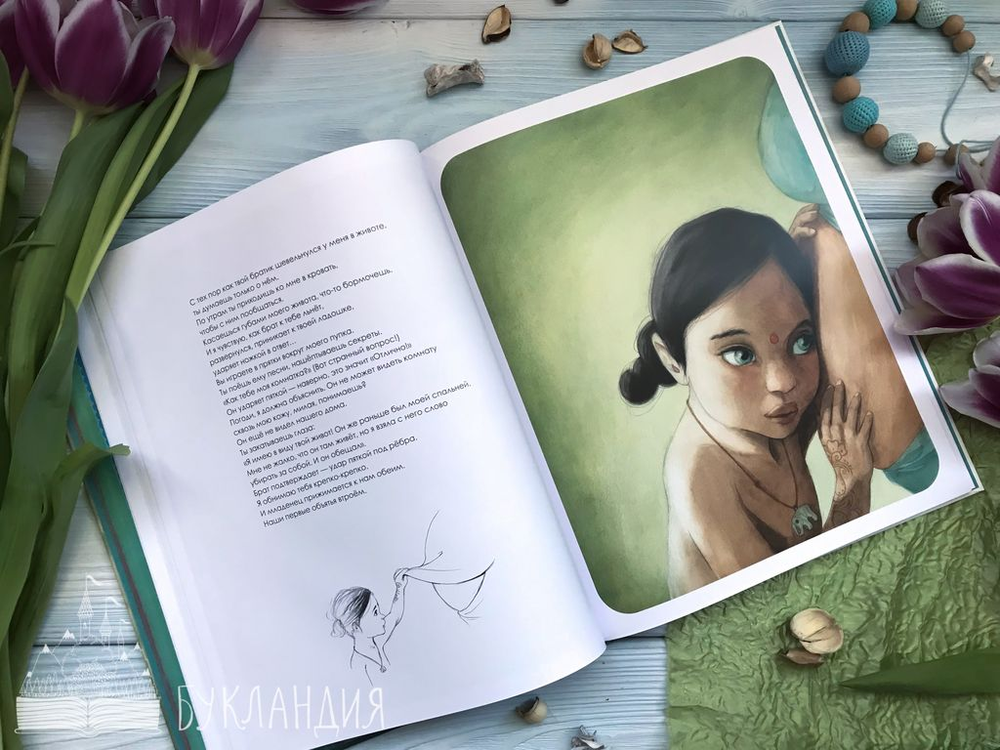 С тех пор как твой братик шевельнулся у меня в животе,
ты думаешь только о нём.
По утрам ты приходишь ко мне в кровать,
чтобы с ним пообщаться.
Касаешься губами моего живота, что-то бормочешь.
И я чувствую, как брат к тебе льнёт,
развернулся, приникает к твоей ладошке,
ударяет ножкой в ответ...
Вы играете в прятки вокруг моего пупка.
Ты поёшь ему песни, нашёптываешь секреты.
«Как тебе моя комнатка?» (Вот странный вопрос!)
Он ударяет пяткой — наверно, это значит «Отлично!»
Погоди, я должна объяснить. Он не может видеть комнату
сквозь мою кожу, милая, понимаешь?
Он ещё не видел нашего дома.
Ты закатываешь глаза:
«Я имею в виду твой живот! Он же раньше был моей спальней.
Мне не жалко, что он там живёт, но я взяла с него слово
убирать за собой. И он обещал».
Брат подтверждает — удар пяткой под рёбра.
Я обнимаю тебя крепко-крепко.
И младенец прижимается к нам обеим.
Наши первые объятья втроём.
БУКЛАНДИЯ